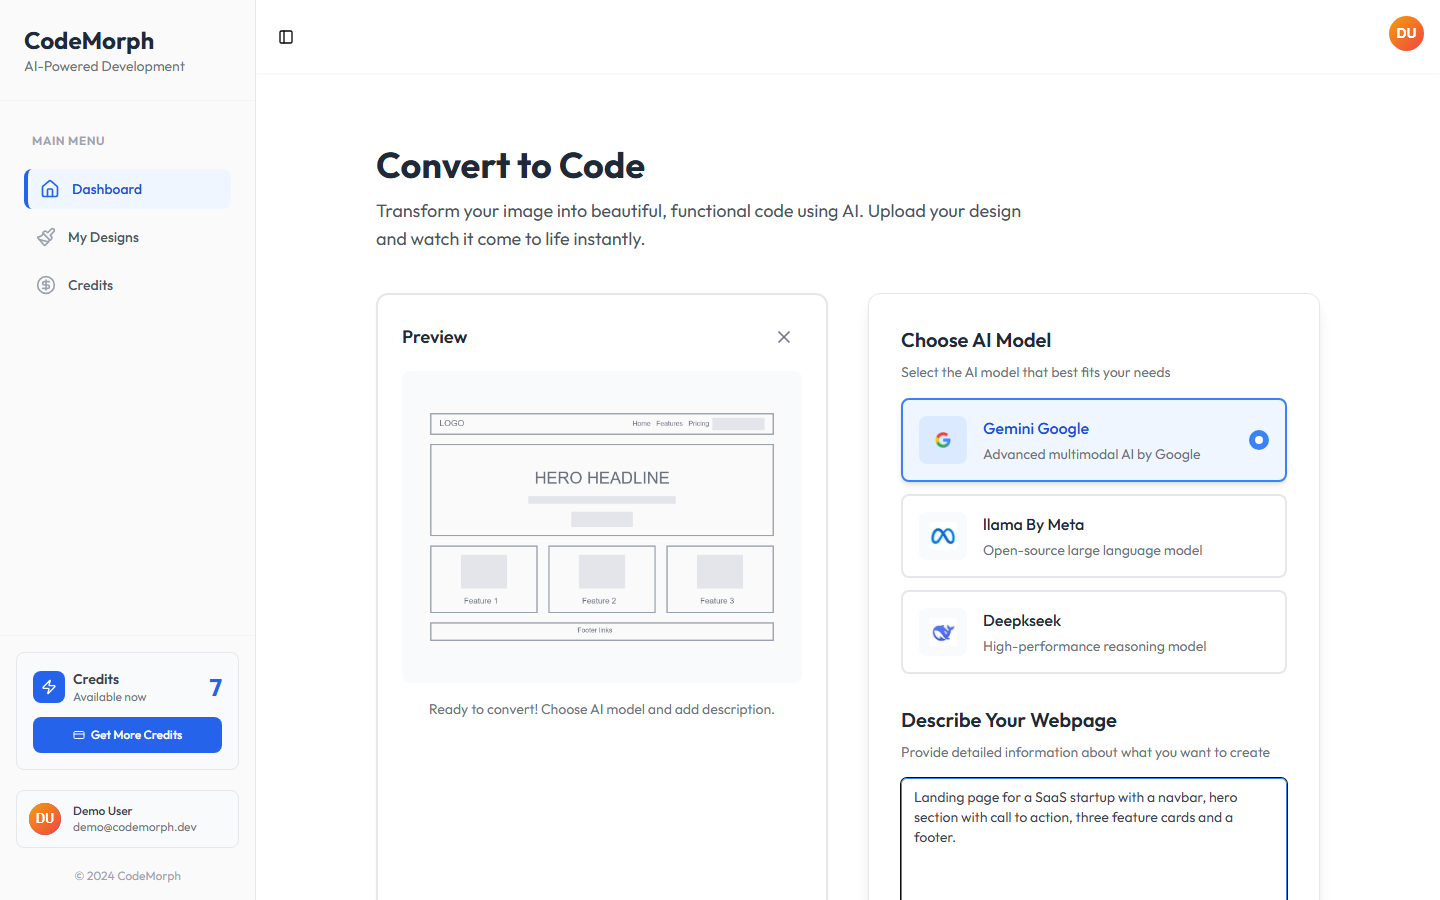 CodeMorph
AI-Powered Development
MAIN MENU
Dashboard
My Designs
Credits
Credits
Available now
7
Get More Credits
DU
Demo User
demo@codemorph.dev
© 2024 CodeMorph
DU
Convert to Code
Transform your image into beautiful, functional code using AI. Upload your design
and watch it come to life instantly.
Preview
LOGO
Home Features Pricing
HERO HEADLINE
Feature 1
Feature 2
Feature 3
Footer links
Ready to convert! Choose AI model and add description.
Choose AI Model
Select the AI model that best fits your needs
Gemini Google
Advanced multimodal AI by Google
llama By Meta
Open-source large language model
Deepkseek
High-performance reasoning model
Describe Your Webpage
Provide detailed information about what you want to create
Landing page for a SaaS startup with a navbar, hero
section with call to action, three feature cards and a
footer.